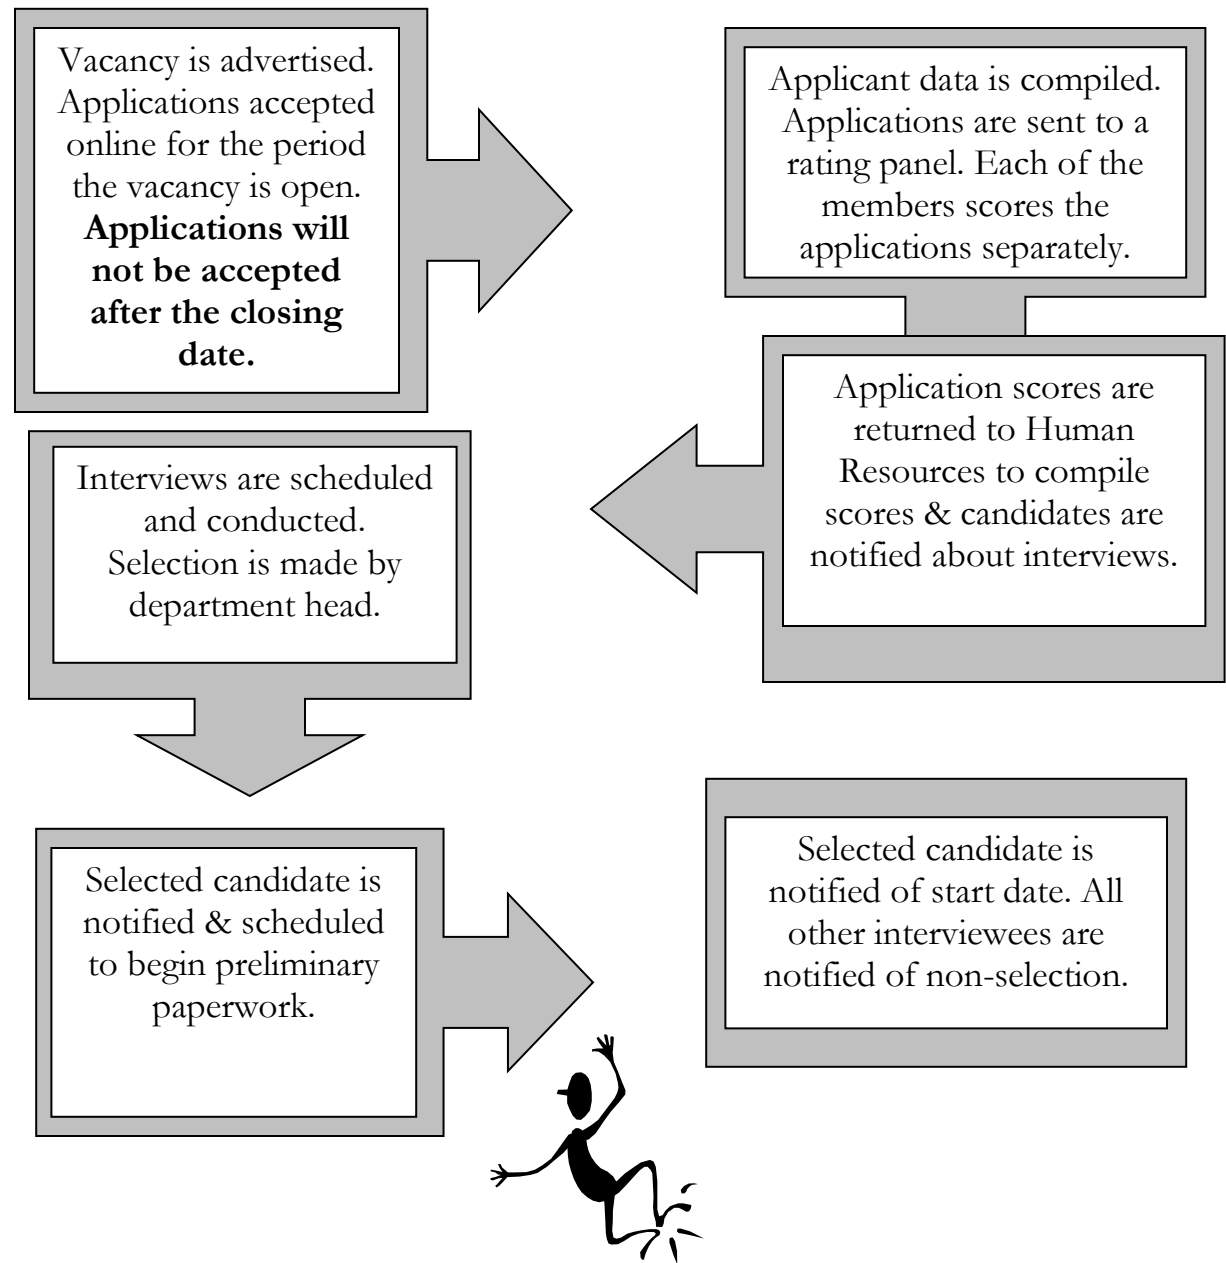 Vacancy is advertised.
Applications accepted
online for the period
the vacancy is open.
Applications will
not be accepted
after the closing
date.
Applicant data is compiled.
Applications are sent to a
rating panel. Each of the
members scores the
applications separately.
Application scores are
returned to Human
Resources to compile
scores & candidates are
notified about interviews.
Interviews are scheduled
and conducted.
Selection is made by
department head.
Selected candidate is
notified & scheduled
to begin preliminary
paperwork.
Selected candidate is
notified of start date. All
other interviewees are
notified of non-selection.